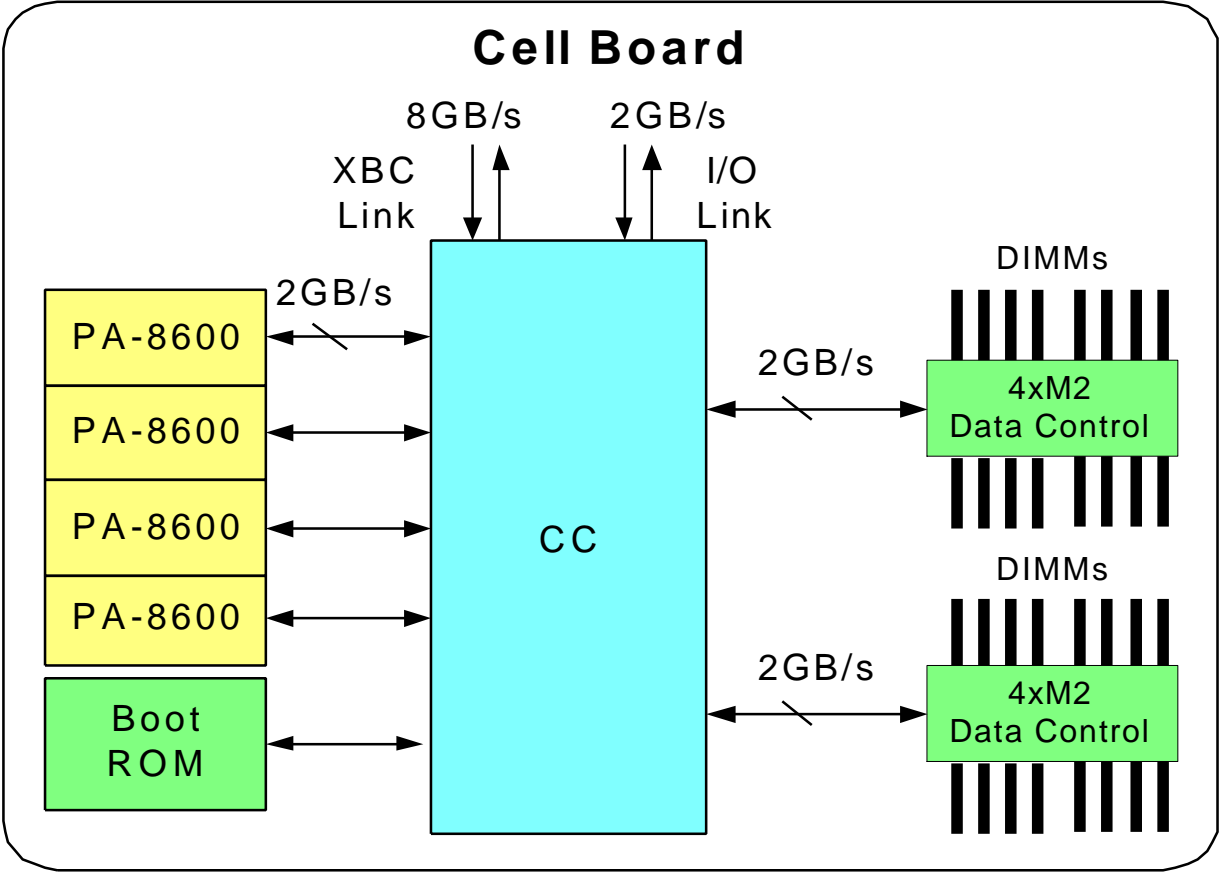 Cell Board
8GB/s
2GB/s
XBC
Link
I/O
Link
2GB/s
PA-8600
PA-8600
PA-8600
PA-8600
Boot
ROM
CC
DIMMs
2GB/s
4xM2
Data Control
DIMMs
2GB/s
4xM2
Data Control